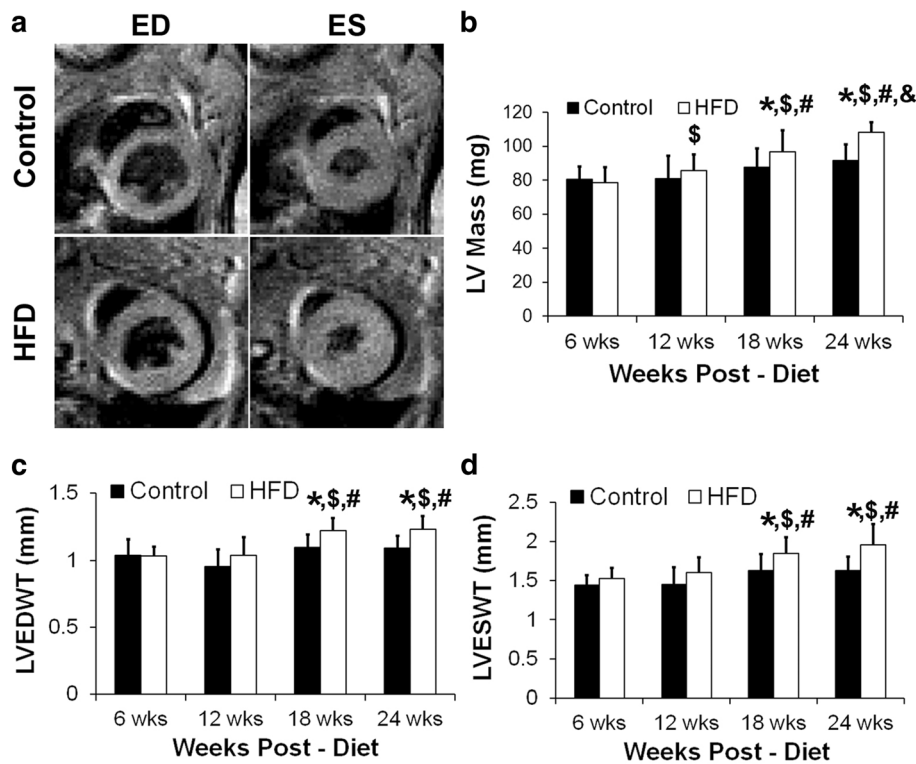 a
ED
ES
Control
HFD
b
LV Mass (mg)
120
100
80
60
40
20
0
Control
HFD
$
*,$,#
*,$,#,&
6 wks
12 wks
18 wks
24 wks
Weeks Post - Diet
c
LVEDWT (mm)
1.5
1
0.5
0
Control
HFD
*,$,#
*,$,#
6 wks
12 wks
18 wks
24 wks
Weeks Post - Diet
d
LVESWT (mm)
2.5
2
1.5
1
0.5
0
Control
HFD
*,$,#
*,$,#
6 wks
12 wks
18 wks
24 wks
Weeks Post - Diet